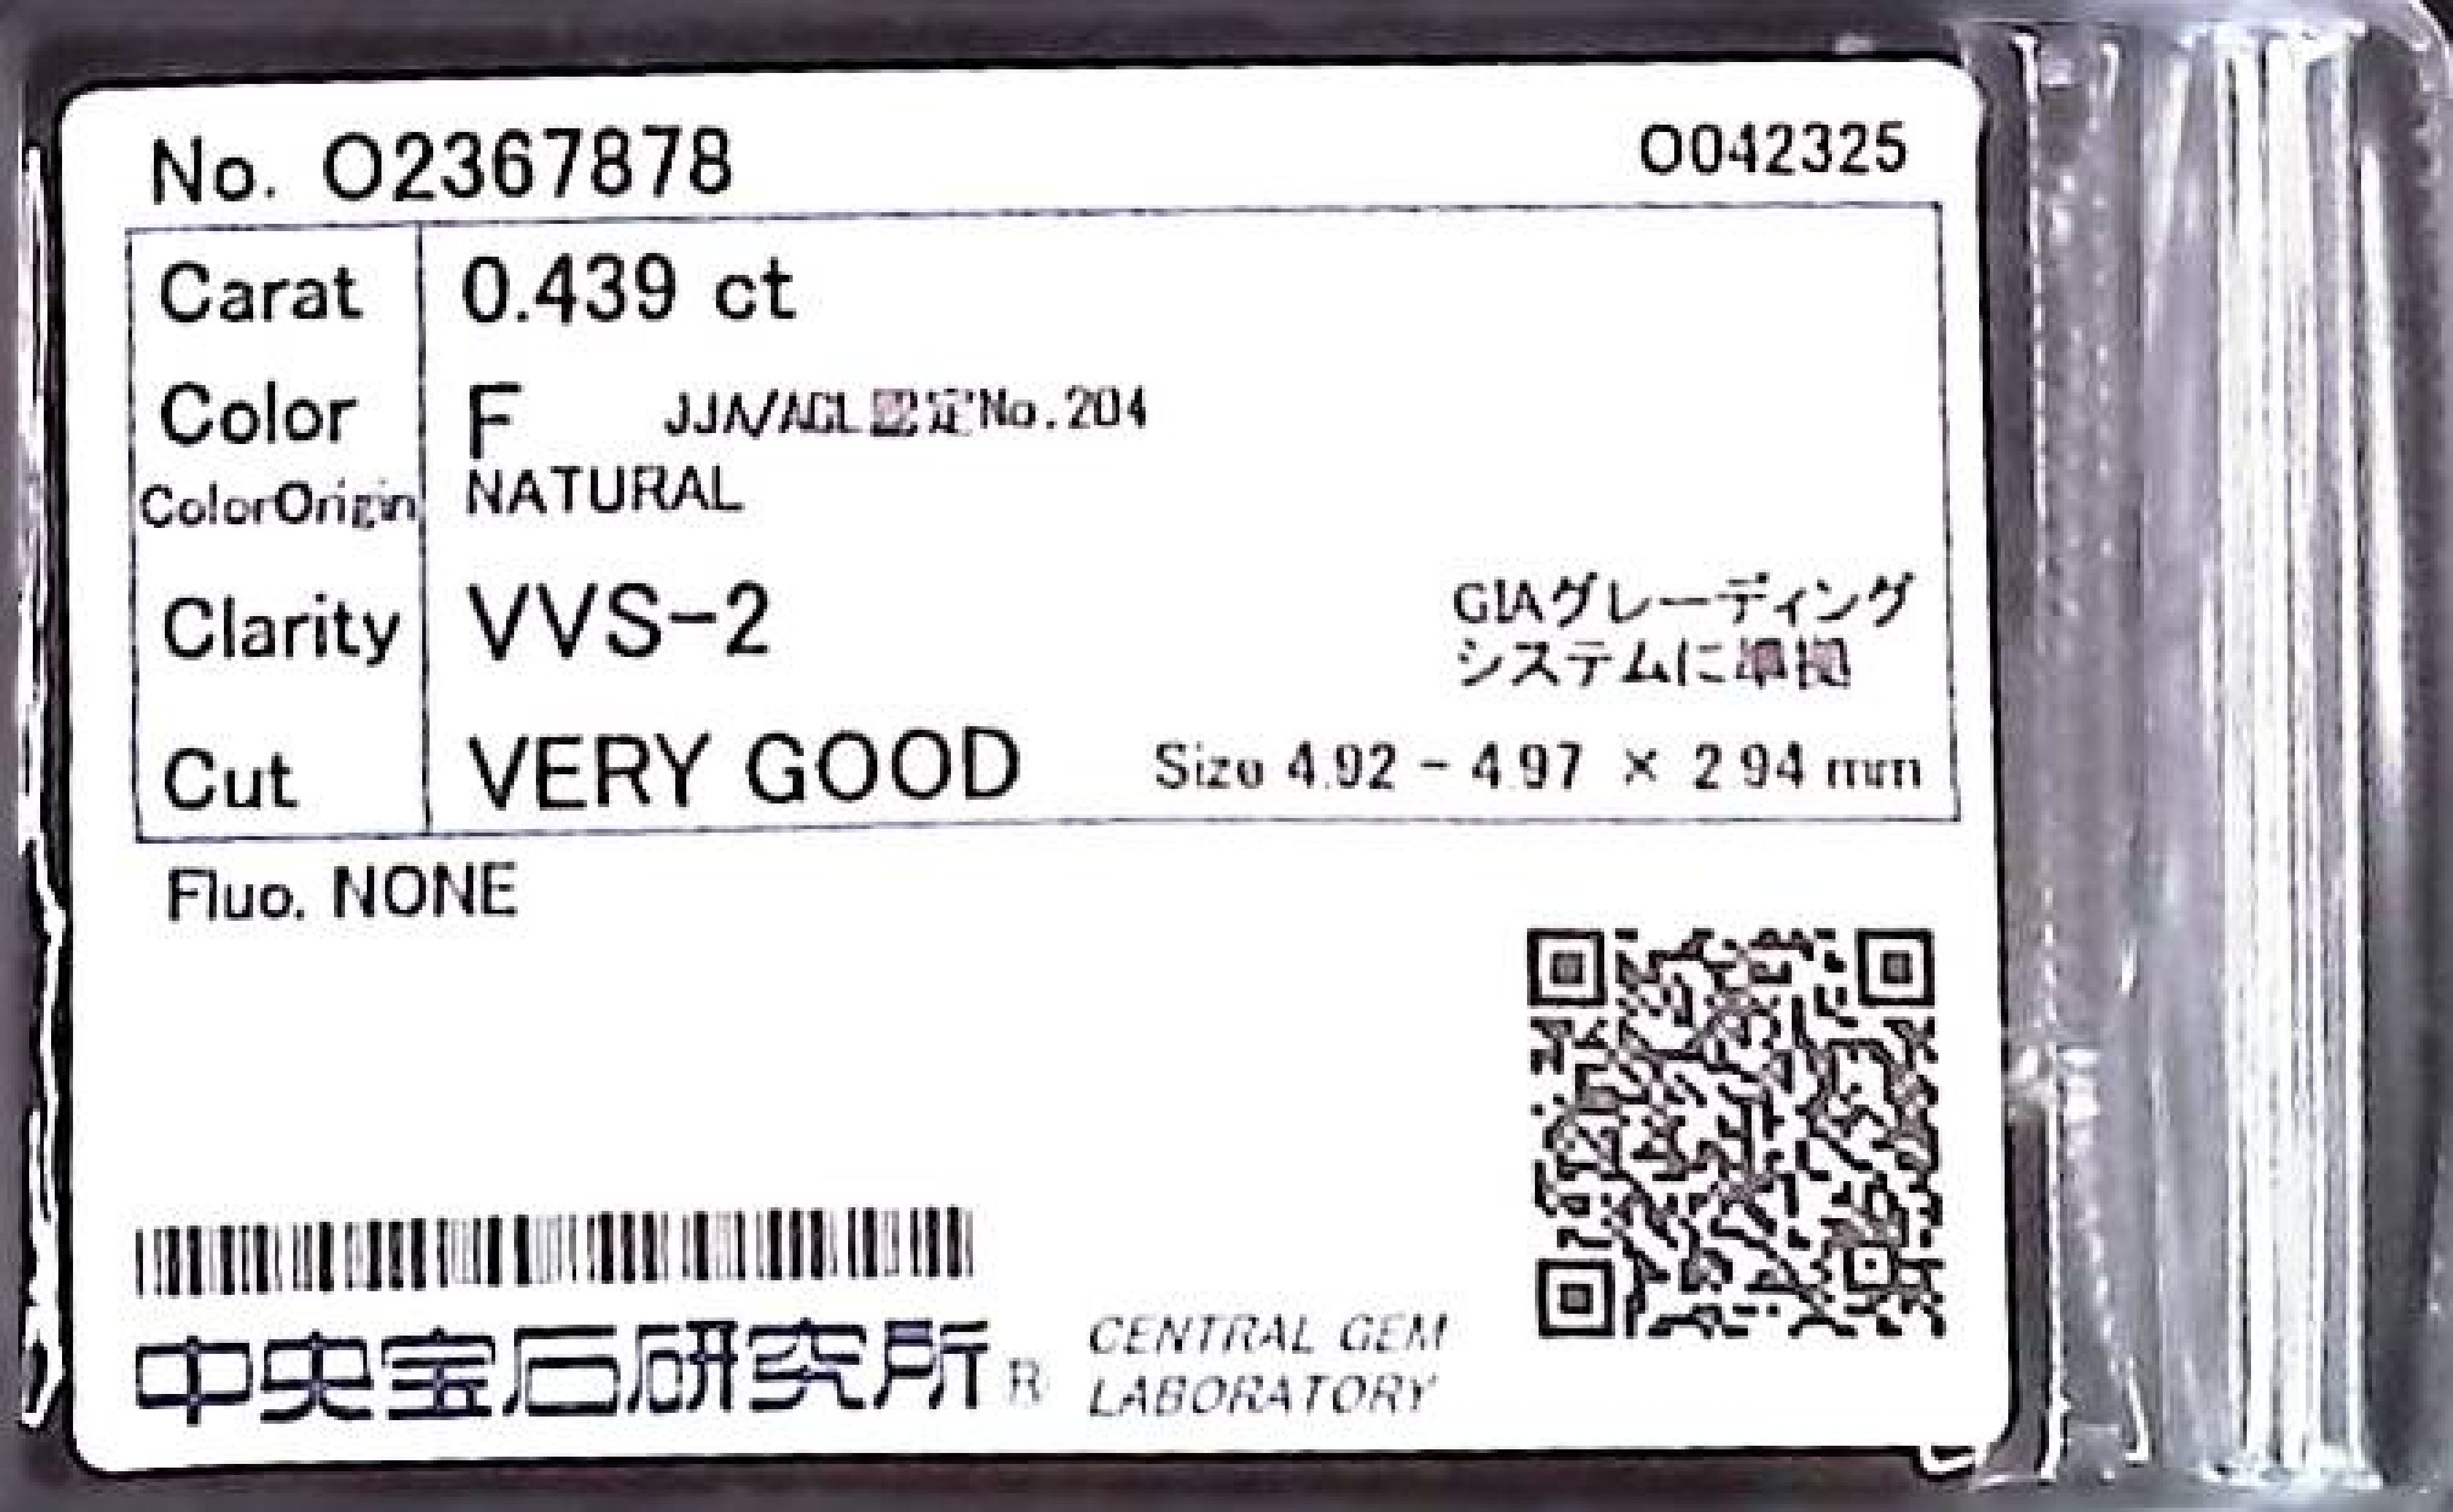 No. O2367878
O042325
Carat 0.439 ct
Color F JJA/AGL認定No.204
ColorOrigin NATURAL
Clarity VVS-2
GIAグレーディング
システムに準拠
Cut VERY GOOD Size 4.92 - 4.97 × 2.94 mm
Fluo. NONE
中央宝石研究所 R
CENTRAL GEM
LABORATORY